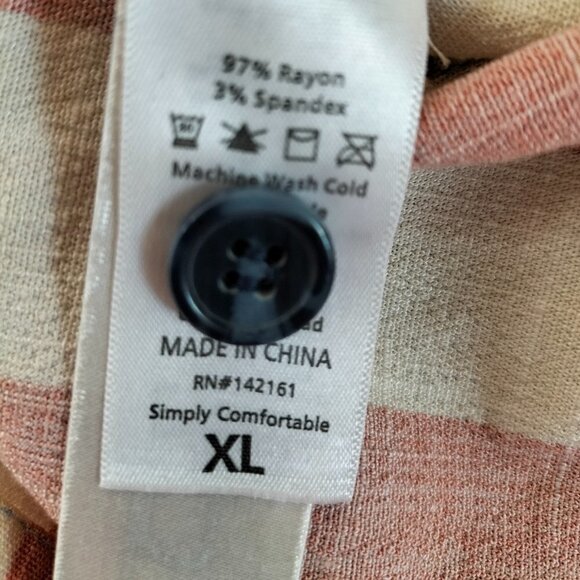 97% Rayon
3% Spandex
Machine Wash Cold
MADE IN CHINA
RN#142161
Simply Comfortable
XL